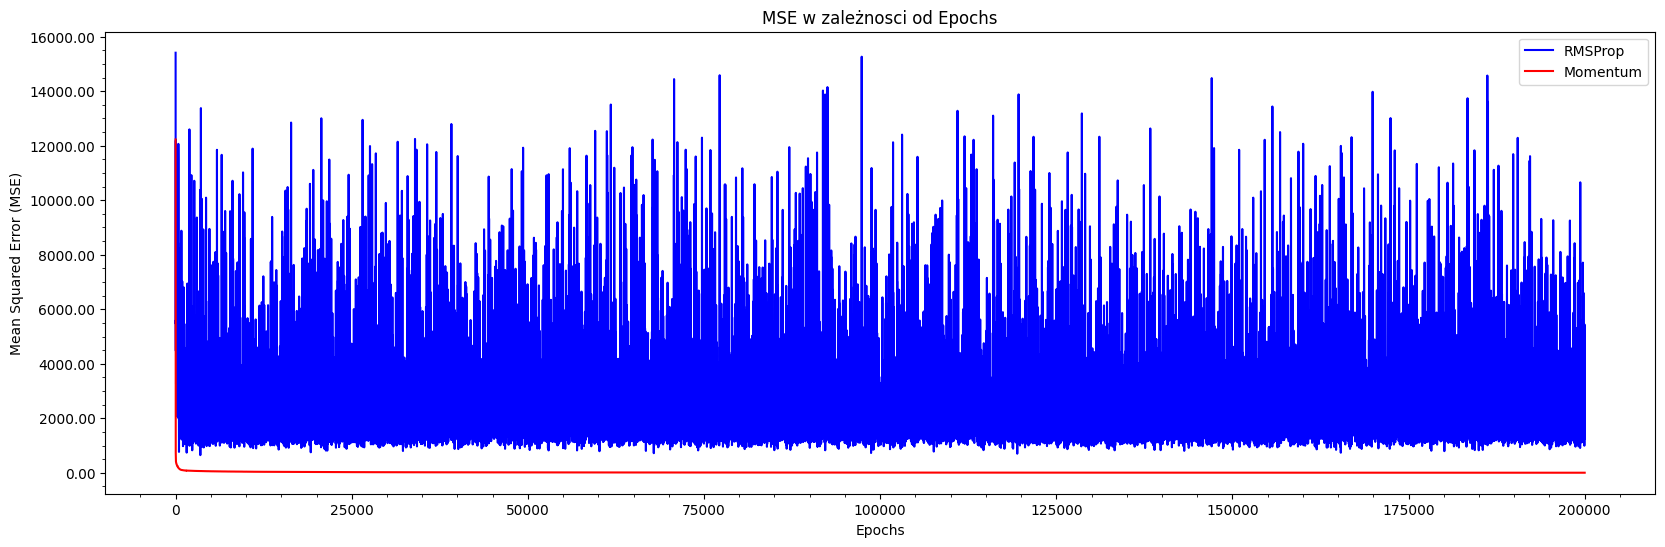 MSE w zależnosci od Epochs
RMSProp
Momentum
Mean Squared Error (MSE)
16000.00
14000.00
12000.00
10000.00
8000.00
6000.00
4000.00
2000.00
0.00
0 25000 50000 75000 100000 125000 150000 175000 200000
Epochs